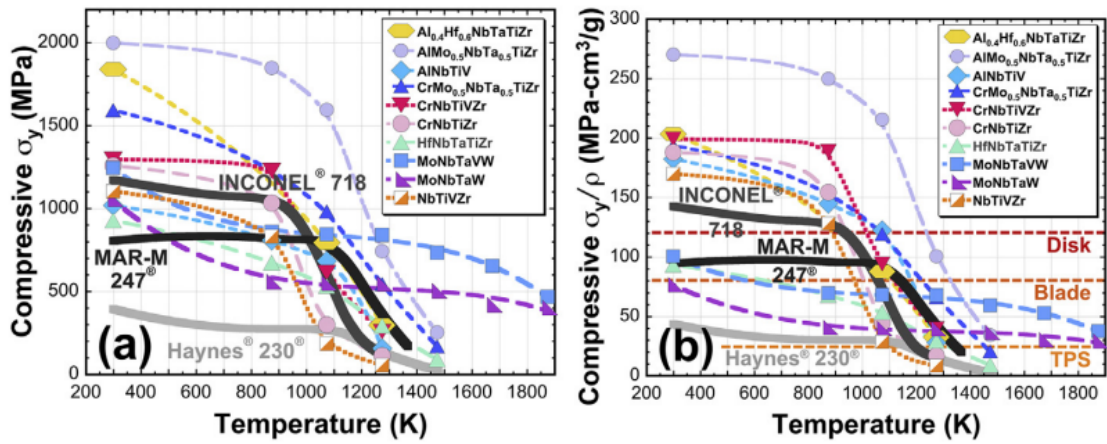 Compressive σy (MPa)
2000
1500
1000
500
0
Al0.4Hf0.6NbTaTiZr
AlMo0.5NbTa0.5TiZr
AlNbTiV
CrMo0.5NbTa0.5TiZr
CrNbTiVZr
CrNbTiZr
HfNbTaTiZr
MoNbTaVW
MoNbTaW
NbTiVZr
INCONEL® 718
MAR-M
247®
Haynes® 230®
(a)
200 400 600 800 1000 1200 1400 1600 1800
Temperature (K)
Compressive σy/ρ (MPa-cm3/g)
300
250
200
150
100
50
0
Al0.4Hf0.6NbTaTiZr
AlMo0.5NbTa0.5TiZr
AlNbTiV
CrMo0.5NbTa0.5TiZr
CrNbTiVZr
CrNbTiZr
HfNbTaTiZr
MoNbTaVW
MoNbTaW
NbTiVZr
INCONEL®
718
MAR-M
247®
Disk
Blade
TPS
Haynes® 230®
(b)
200 400 600 800 1000 1200 1400 1600 1800
Temperature (K)